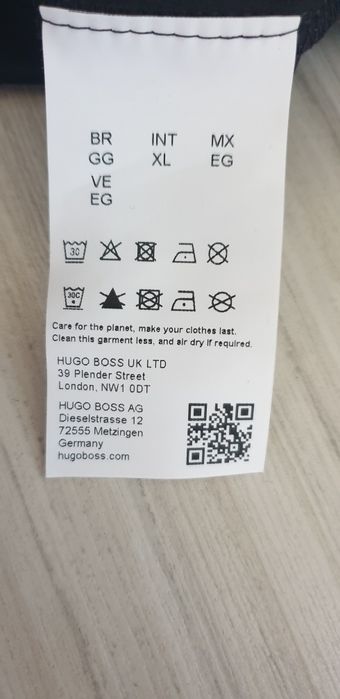 BR INT MX
GG XL EG
VE
EG
30
30C
Care for the planet, make your clothes last.
Clean this garment less, and air dry if required.
HUGO BOSS UK LTD
39 Plender Street
London, NW1 0DT
HUGO BOSS AG
Dieselstrasse 12
72555 Metzingen
Germany
hugoboss.com